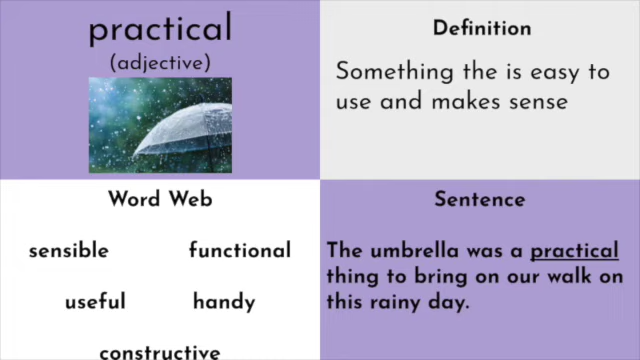 practical
(adjective)
Definition
Something the is easy to
use and makes sense
Word Web
sensible functional
useful handy
constructive
Sentence
The umbrella was a practical
thing to bring on our walk on
this rainy day.